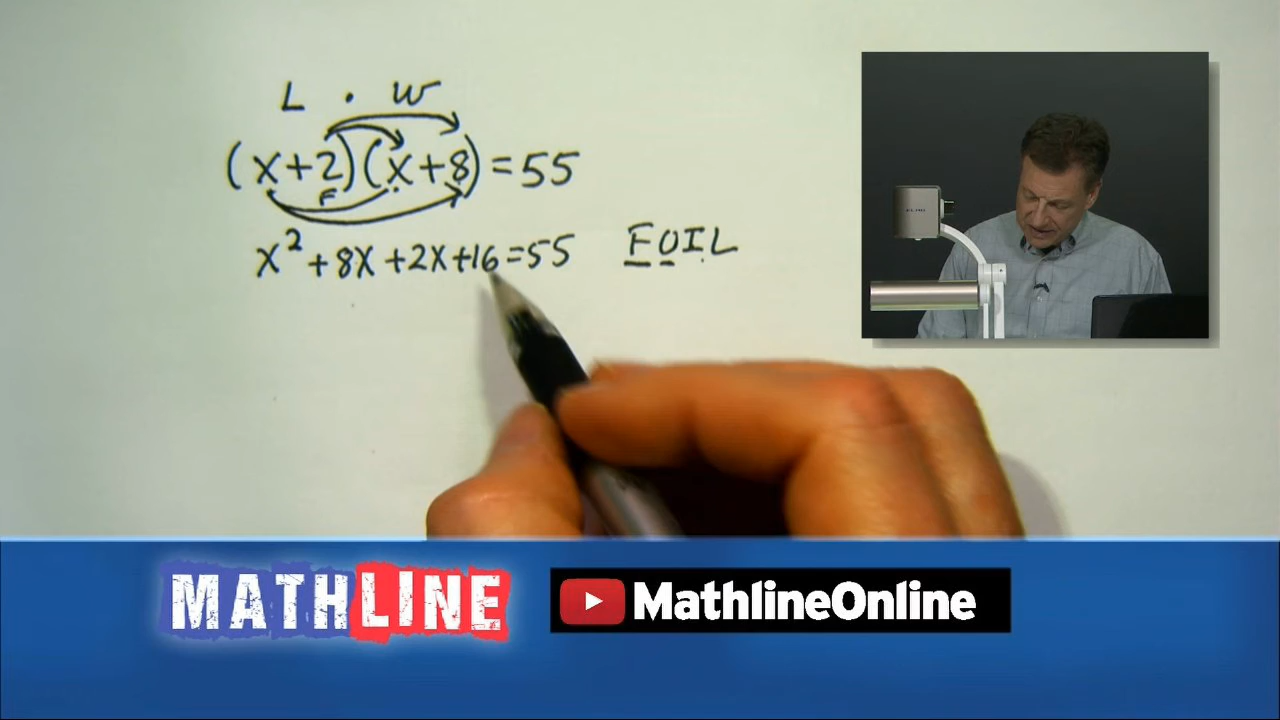 L · W
(x+2)(x+8)=55
F
x²+8x+2x+16=55 FOIL
MATHLINE MathlineOnline